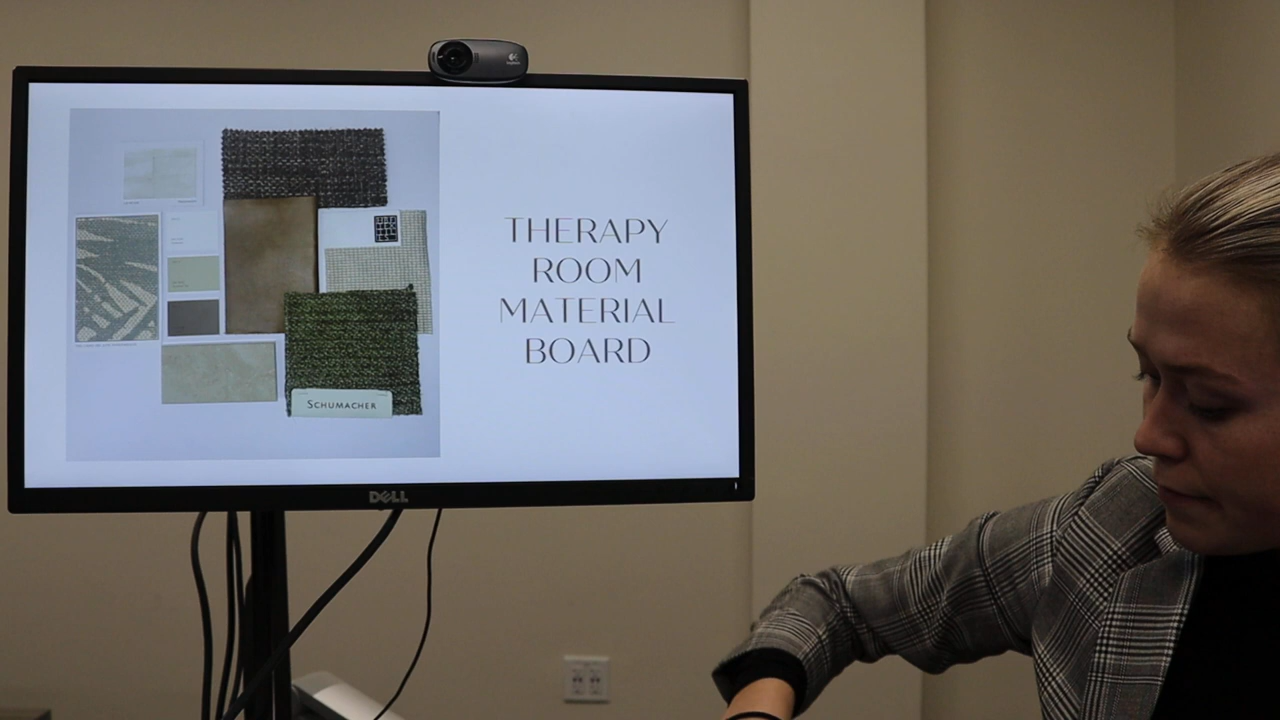 THERAPY
ROOM
MATERIAL
BOARD
SCHUMACHER
DELL